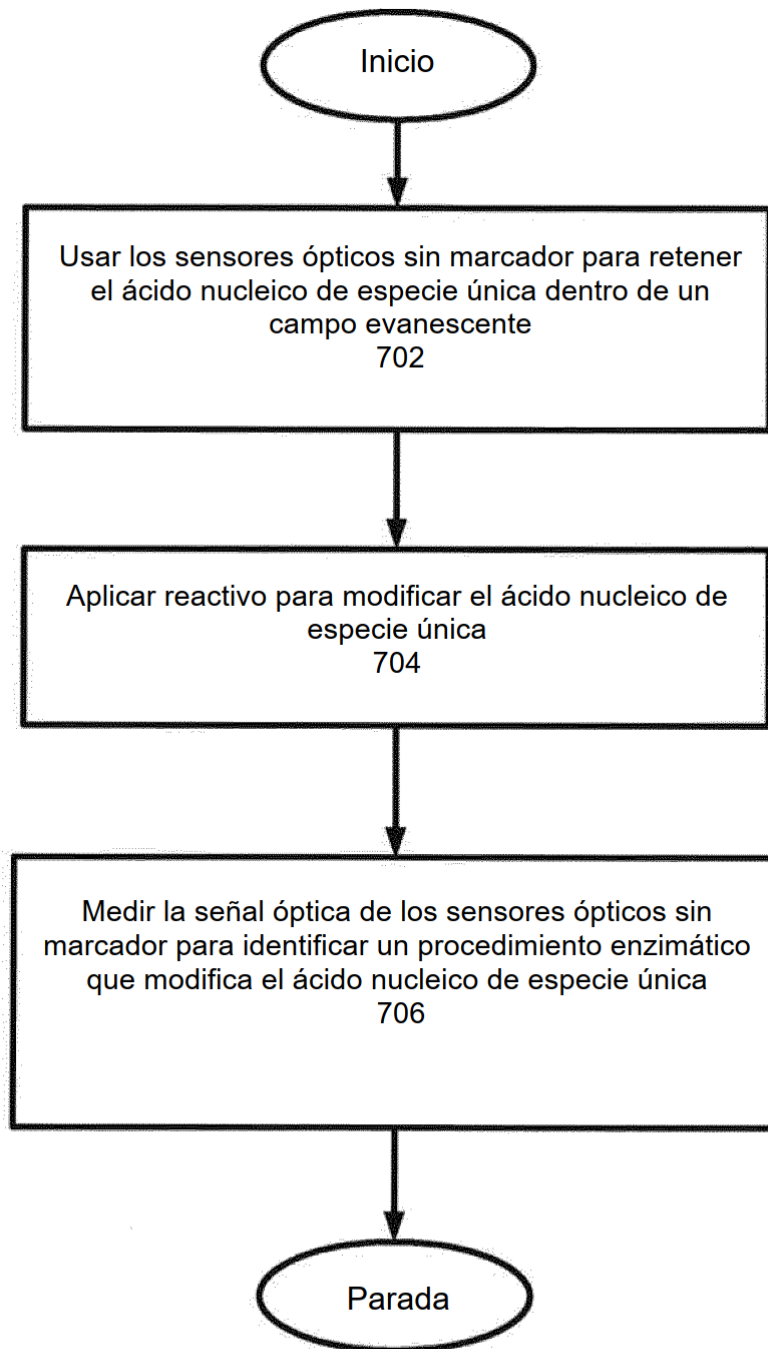 Inicio
Usar los sensores ópticos sin marcador para retener
el ácido nucleico de especie única dentro de un
campo evanescente
702
Aplicar reactivo para modificar el ácido nucleico de
especie única
704
Medir la señal óptica de los sensores ópticos sin
marcador para identificar un procedimiento enzimático
que modifica el ácido nucleico de especie única
706
Parada